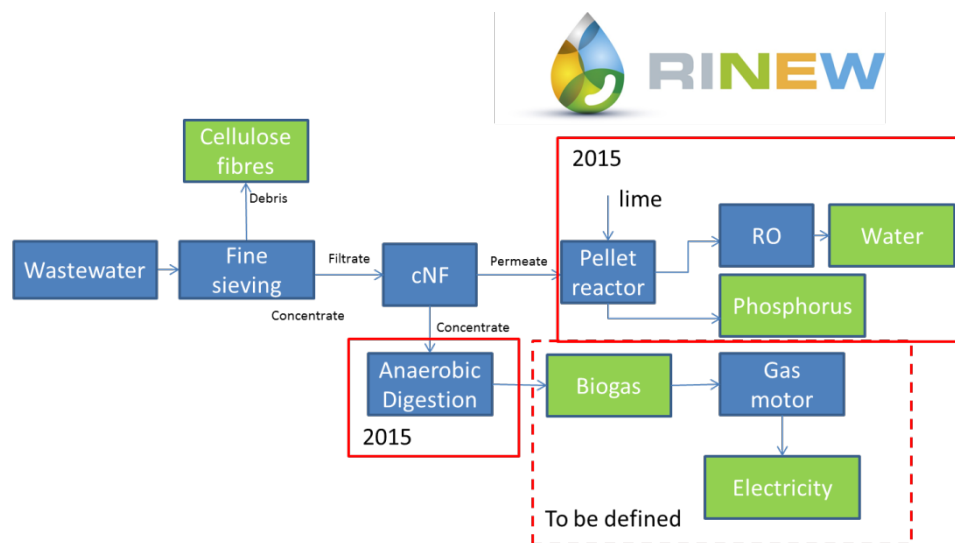 RINEW
Cellulose
fibres
Debris
2015
lime
Wastewater
Fine
sieving
Filtrate
Concentrate
cNF
Permeate
Pellet
reactor
RO
Water
Phosphorus
Concentrate
Anaerobic
Digestion
2015
Biogas
Gas
motor
Electricity
To be defined